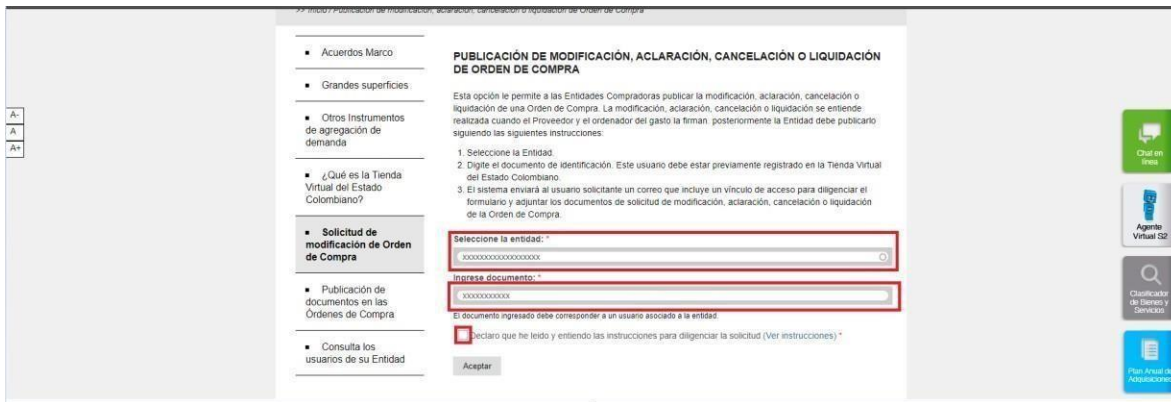 >> Inicio / Publicación de modificación, aclaración, cancelación o liquidación de Orden de Compra
A-
A
A+
Acuerdos Marco
Grandes superficies
Otros Instrumentos
de agregación de
demanda
¿Qué es la Tienda
Virtual del Estado
Colombiano?
Solicitud de
modificación de Orden
de Compra
Publicación de
documentos en las
Órdenes de Compra
Consulta los
usuarios de su Entidad
PUBLICACIÓN DE MODIFICACIÓN, ACLARACIÓN, CANCELACIÓN O LIQUIDACIÓN
DE ORDEN DE COMPRA
Esta opción le permite a las Entidades Compradoras publicar la modificación, aclaración, cancelación o
liquidación de una Orden de Compra. La modificación, aclaración, cancelación o liquidación se entiende
realizada cuando el Proveedor y el ordenador del gasto la firman. posteriormente la Entidad debe publicarlo
siguiendo las siguientes instrucciones:
1. Seleccione la Entidad.
2. Digite el documento de identificación. Este usuario debe estar previamente registrado en la Tienda Virtual
del Estado Colombiano.
3. El sistema enviará al usuario solicitante un correo que incluye un vínculo de acceso para diligenciar el
formulario y adjuntar los documentos de solicitud de modificación, aclaración, cancelación o liquidación
de la Orden de Compra.
Seleccione la entidad: *
xxxxxxxxxxxxxxxxxx
Ingrese documento: *
xxxxxxxxxxx
El documento ingresado debe corresponder a un usuario asociado a la entidad.
Declaro que he leído y entiendo las instrucciones para diligenciar la solicitud (Ver instrucciones) *
Aceptar
Chat en
línea
Agente
Virtual S2
Clasificador
de Bienes y
Servicios
Plan Anual de
Adquisiciones